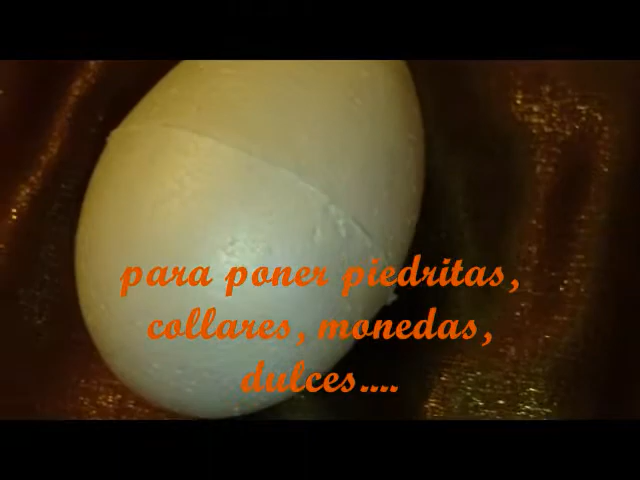 para poner piedritas,
collares, monedas,
dulces....